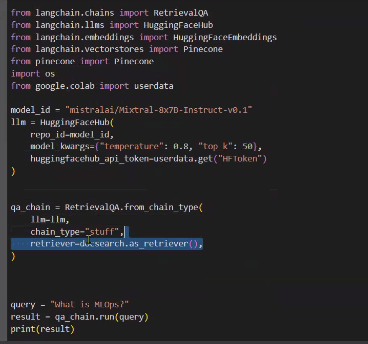 from langchain.chains import RetrievalQA
from langchain.llms import HuggingFaceHub
from langchain.embeddings import HuggingFaceEmbeddings
from langchain.vectorstores import Pinecone
from pinecone import Pinecone
import os
from google.colab import userdata
model_id = "mistralai/Mixtral-8x7B-Instruct-v0.1"
llm = HuggingFaceHub(
repo_id=model_id,
model_kwargs={"temperature": 0.8, "top_k": 50},
huggingfacehub_api_token=userdata.get("HFToken")
)
qa_chain = RetrievalQA.from_chain_type(
llm=llm,
chain_type="stuff",
retriever=docsearch.as_retriever(),
)
query = "What is MLOps?"
result = qa_chain.run(query)
print(result)